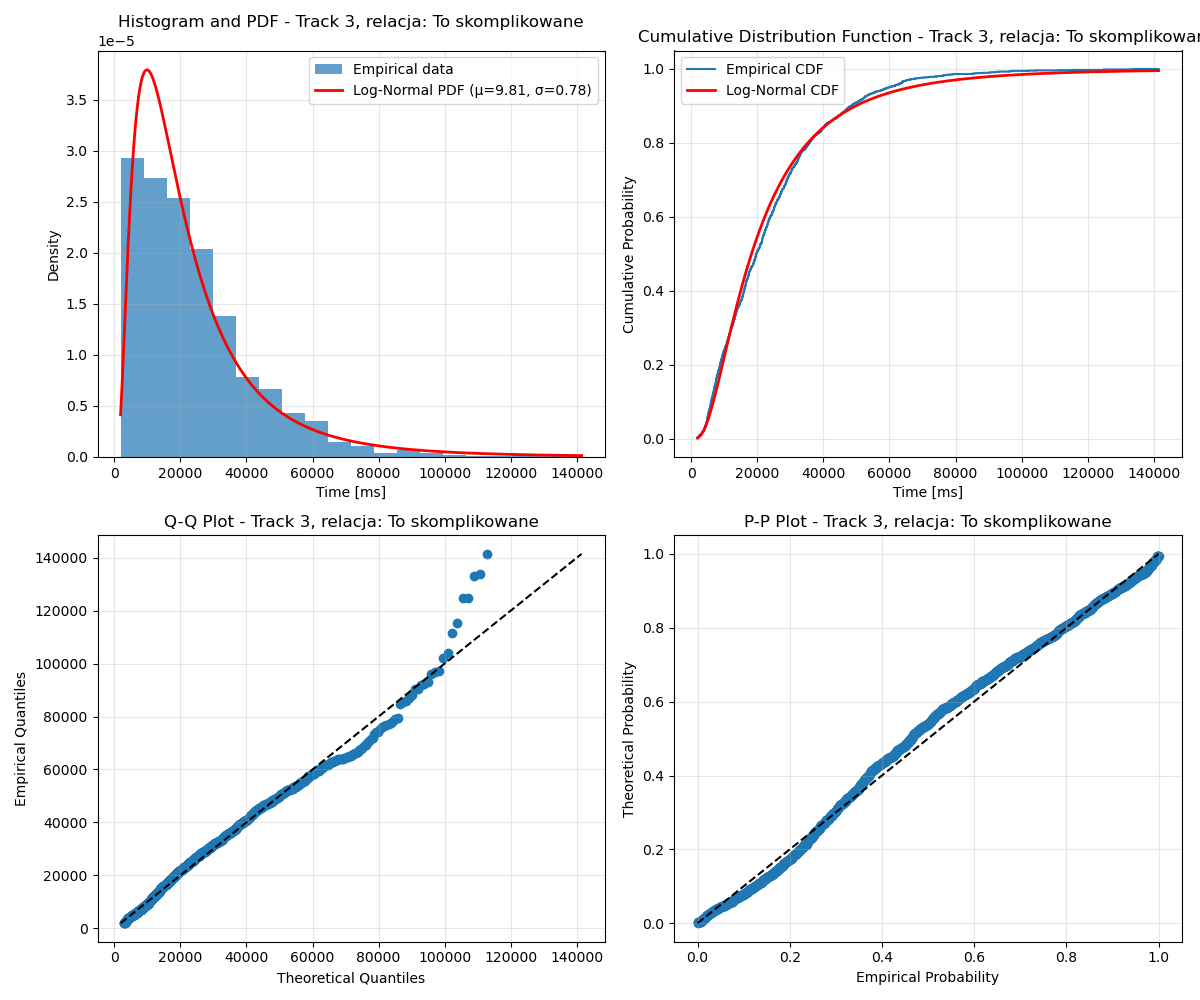 Histogram and PDF - Track 3, relacja: To skomplikowane
1e−5
Empirical data
Log-Normal PDF (μ=9.81, σ=0.78)
3.5
3.0
2.5
2.0
1.5
1.0
0.5
0.0
Density
0 20000 40000 60000 80000 100000 120000 140000
Time [ms]
Cumulative Distribution Function - Track 3, relacja: To skomplikowar
Empirical CDF
Log-Normal CDF
1.0
0.8
0.6
0.4
0.2
0.0
Cumulative Probability
0 20000 40000 60000 80000 100000 120000 140000
Time [ms]
Q-Q Plot - Track 3, relacja: To skomplikowane
140000
120000
100000
80000
60000
40000
20000
0
Empirical Quantiles
0 20000 40000 60000 80000 100000 120000 140000
Theoretical Quantiles
P-P Plot - Track 3, relacja: To skomplikowane
1.0
0.8
0.6
0.4
0.2
0.0
Theoretical Probability
0.0 0.2 0.4 0.6 0.8 1.0
Empirical Probability